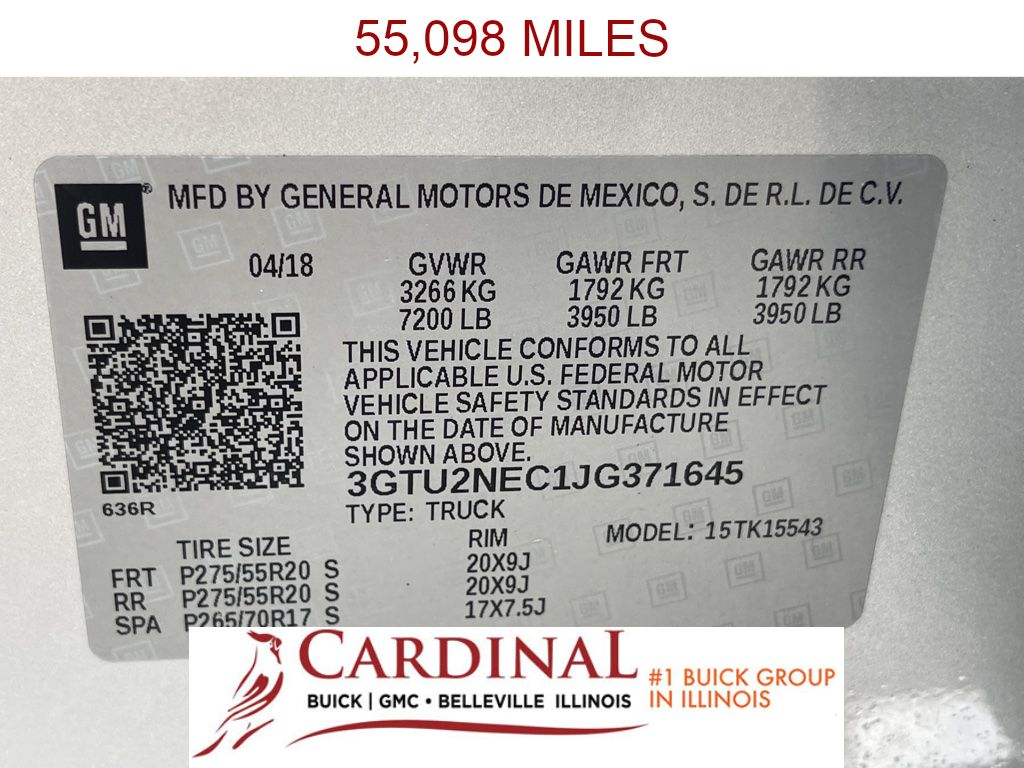 55,098 MILES
GM
® MFD BY GENERAL MOTORS DE MEXICO, S. DE R.L. DE C.V.
04/18 GVWR GAWR FRT GAWR RR
3266 KG 1792 KG 1792 KG
7200 LB 3950 LB 3950 LB
THIS VEHICLE CONFORMS TO ALL
APPLICABLE U.S. FEDERAL MOTOR
VEHICLE SAFETY STANDARDS IN EFFECT
ON THE DATE OF MANUFACTURE
SHOWN ABOVE.
3GTU2NEC1JG371645
636R
TYPE: TRUCK
MODEL: 15TK15543
TIRE SIZE RIM
FRT P275/55R20 S 20X9J
RR P275/55R20 S 20X9J
SPA P265/70R17 S 17X7.5J
CARDINAL
BUICK | GMC • BELLEVILLE ILLINOIS
#1 BUICK GROUP
IN ILLINOIS